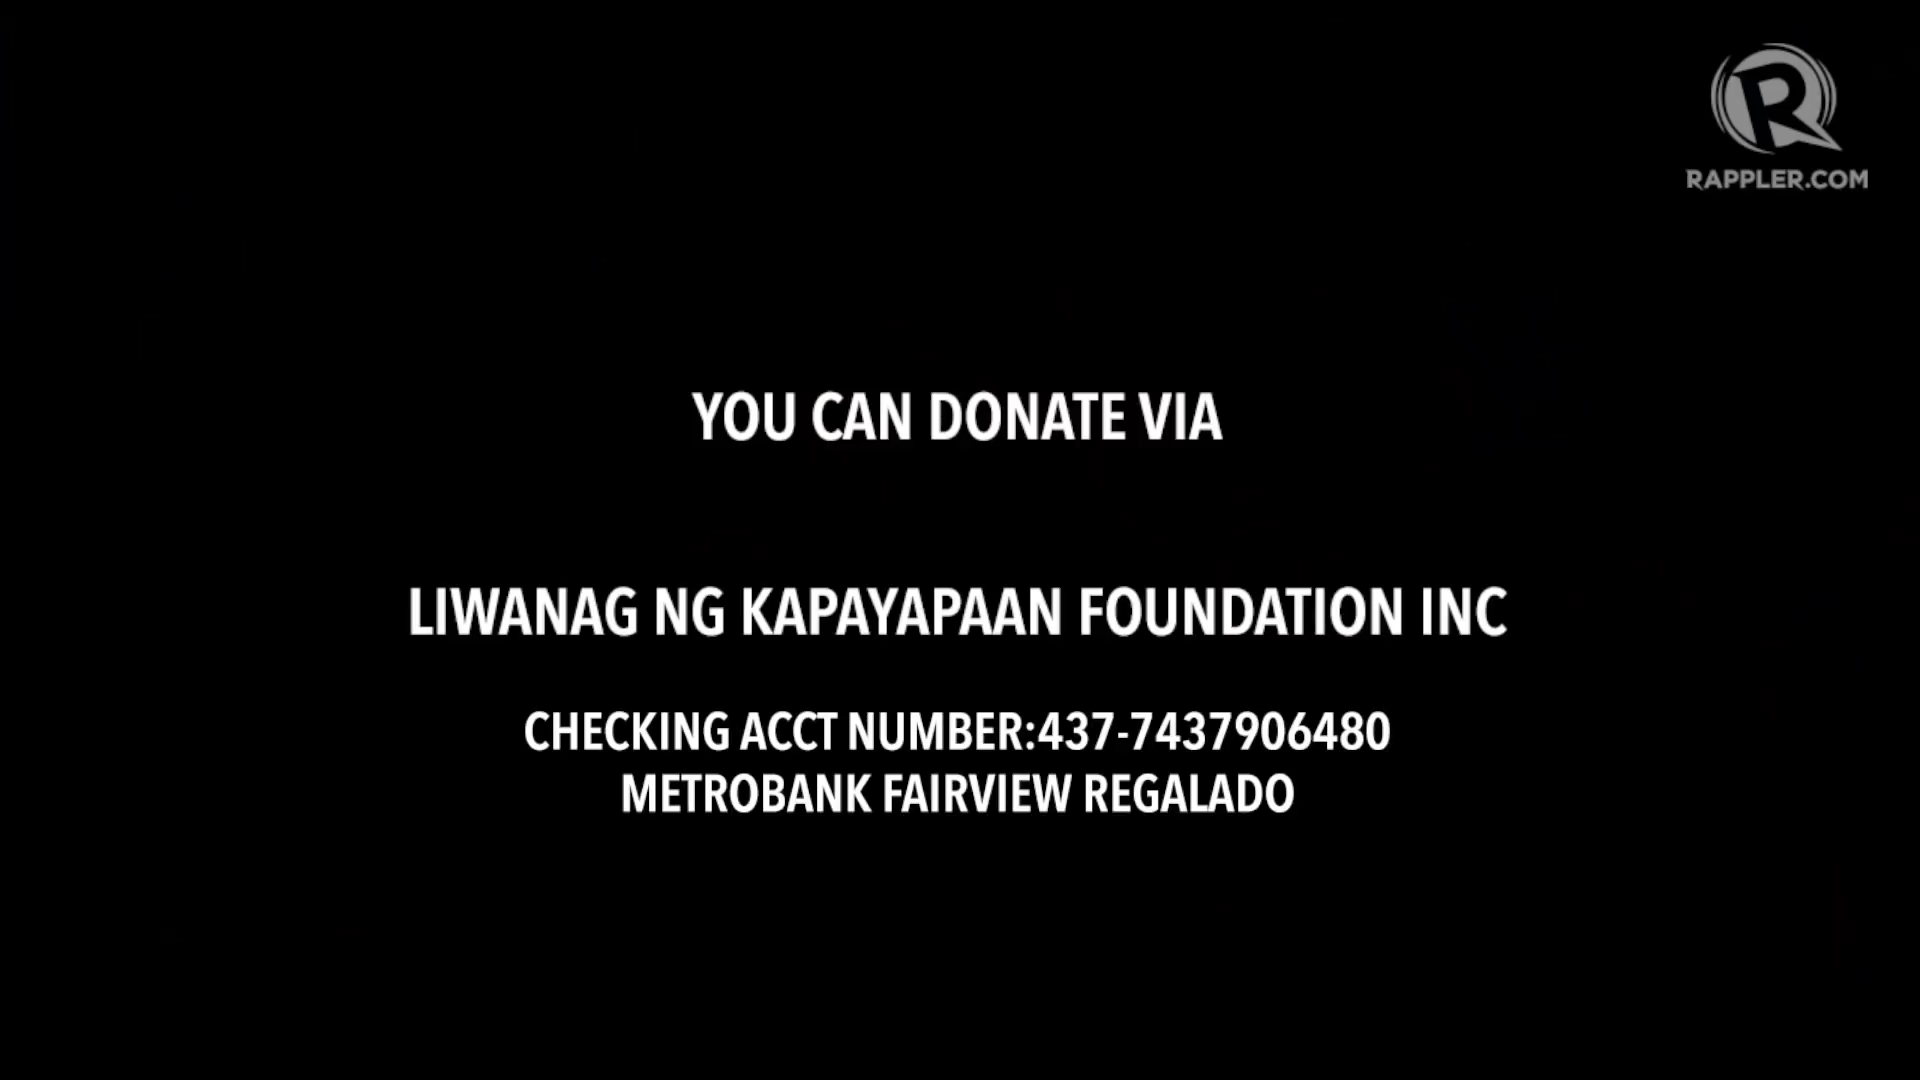 RAPPLER.COM
YOU CAN DONATE VIA
LIWANAG NG KAPAYAPAAN FOUNDATION INC
CHECKING ACCT NUMBER:437-7437906480
METROBANK FAIRVIEW REGALADO